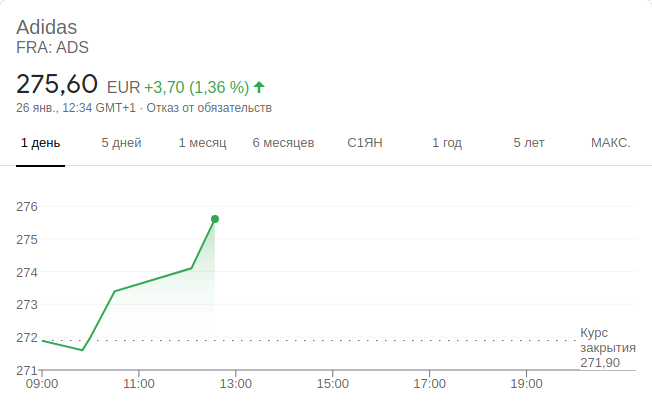 Adidas
FRA: ADS
275,60 EUR +3,70 (1,36 %)
26 янв., 12:34 GMT+1 · Отказ от обязательств
1 день 5 дней 1 месяц 6 месяцев С1ЯН 1 год 5 лет МАКС.
276
275
274
273
272
271
Курс
закрытия
271,90
09:00 11:00 13:00 15:00 17:00 19:00